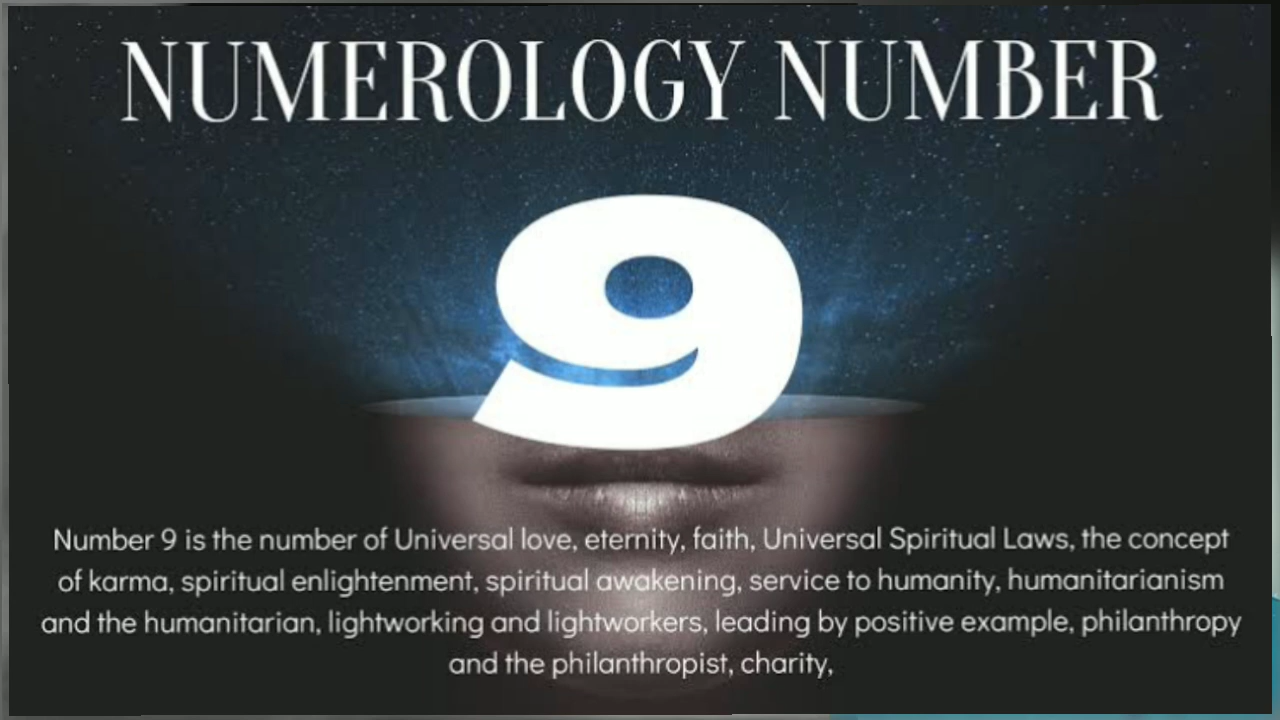 NUMEROLOGY NUMBER
9
Number 9 is the number of Universal love, eternity, faith, Universal Spiritual Laws, the concept
of karma, spiritual enlightenment, spiritual awakening, service to humanity, humanitarianism
and the humanitarian, lightworking and lightworkers, leading by positive example, philanthropy
and the philanthropist, charity,